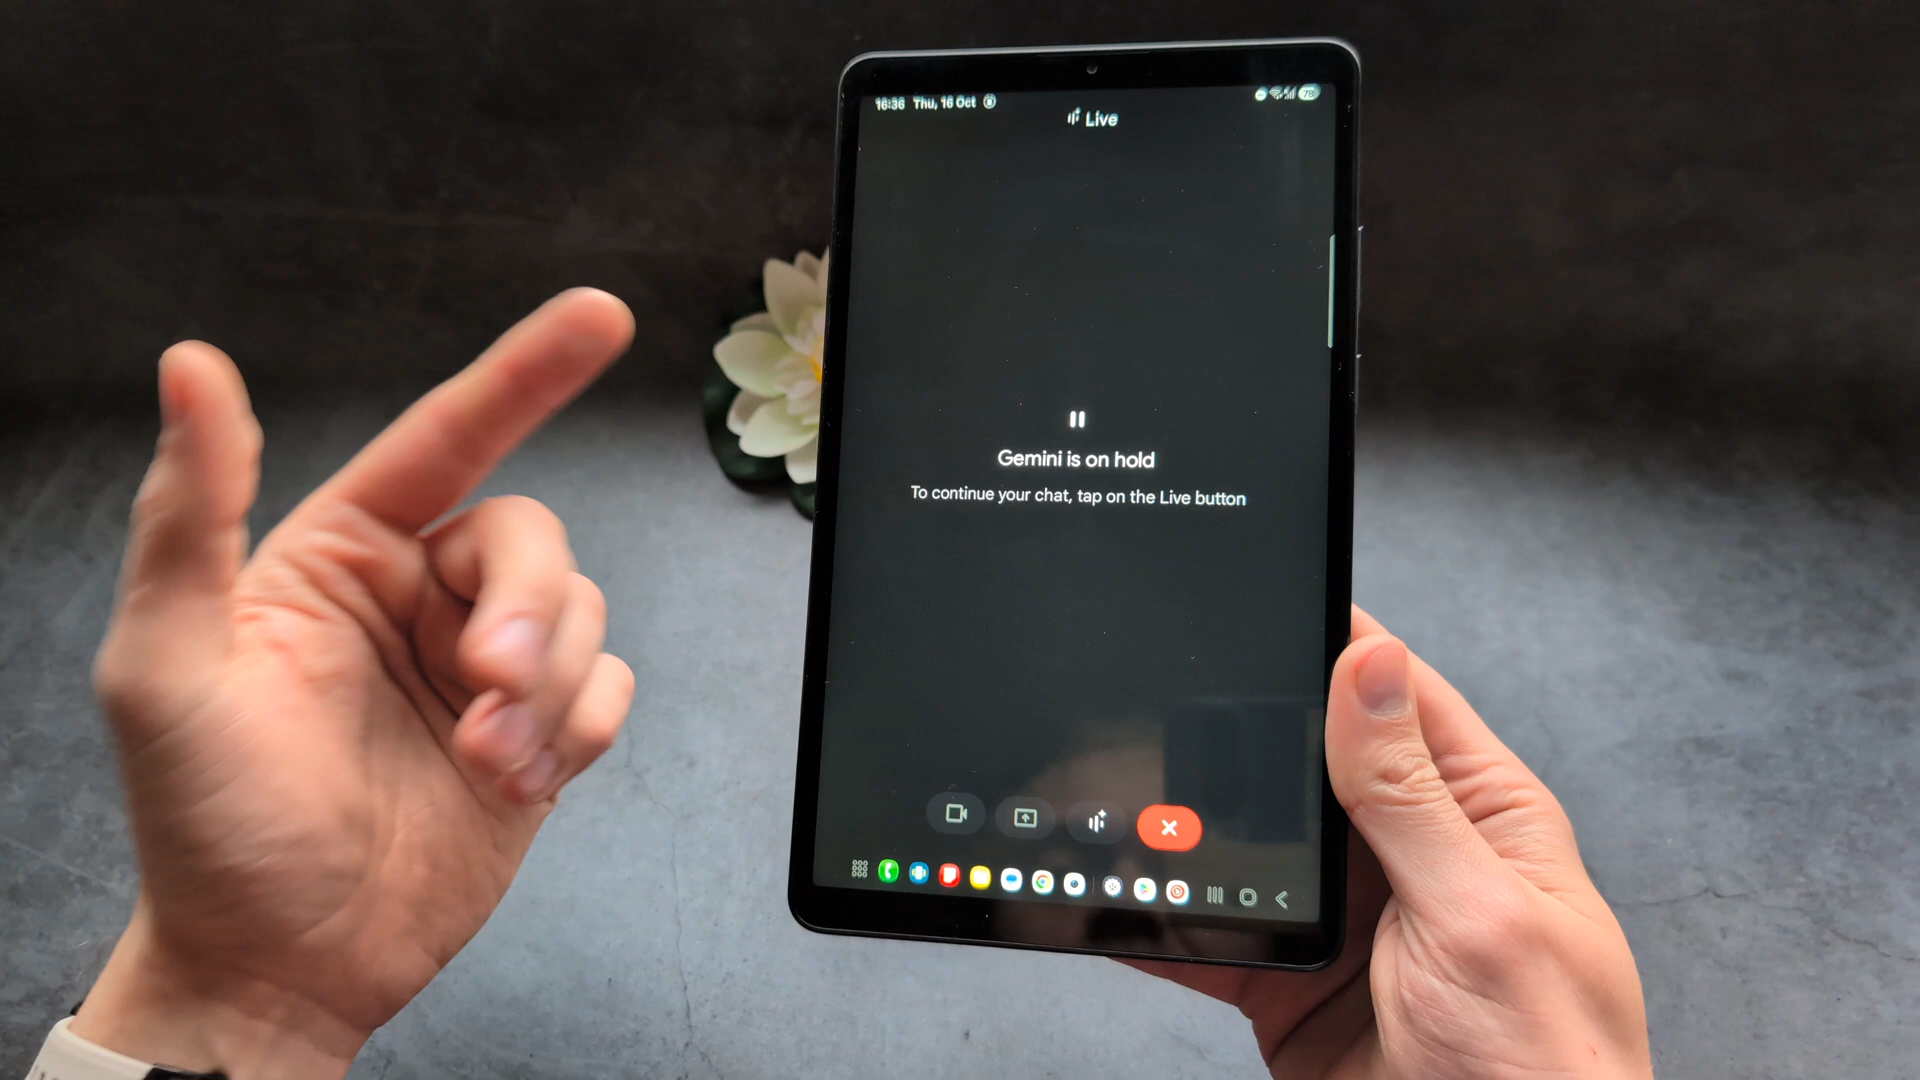 16:36 Thu, 16 Oct
78
Live
Gemini is on hold
To continue your chat, tap on the Live button